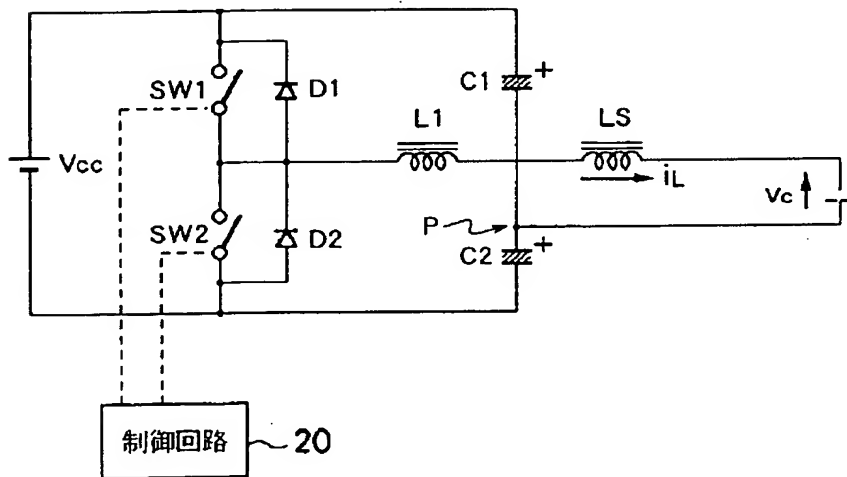 SW1
D1
C1 +
L1
LS
Vcc
iL
Vc
SW2
D2
P
C2 +
制御回路
20